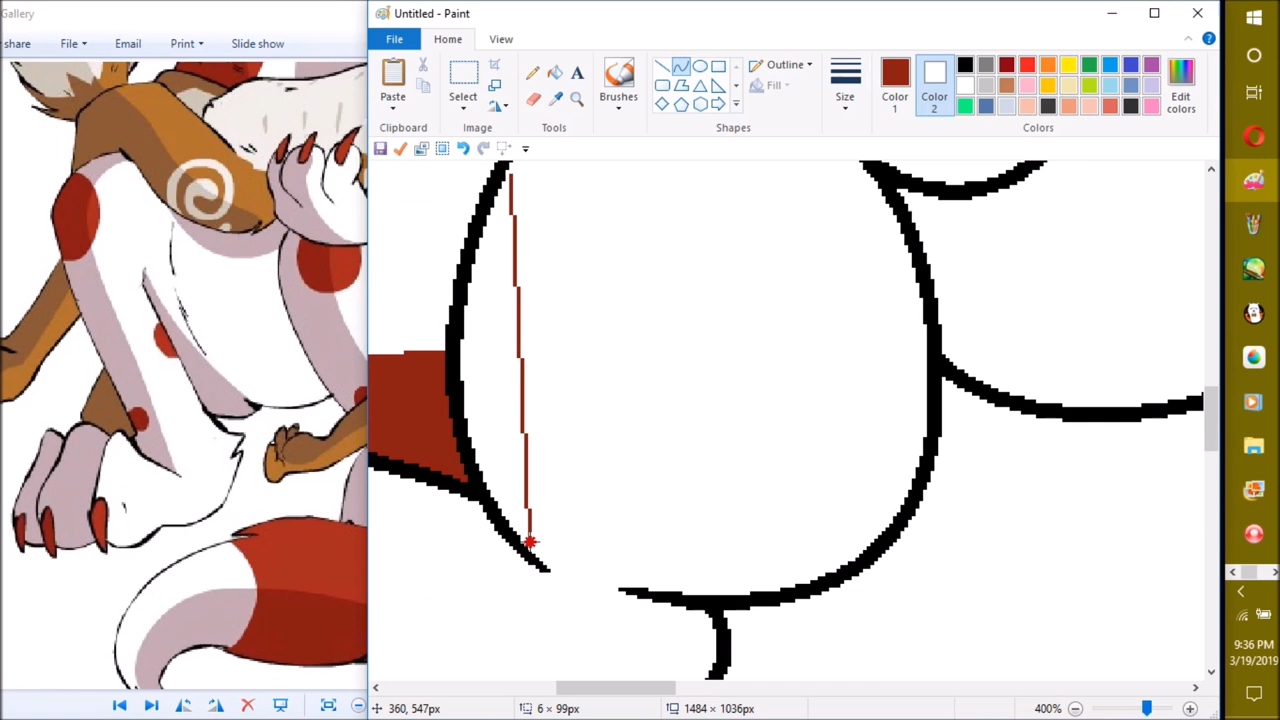 Gallery
Untitled - Paint
share File Email Print Slide show
File Home View
Paste Select Brushes Outline Fill Size Color 1 Color 2 Edit colors
A
Clipboard Image Tools Shapes Colors
360, 547px 6 × 99px 1484 × 1036px 400%
9:36 PM
3/19/2019